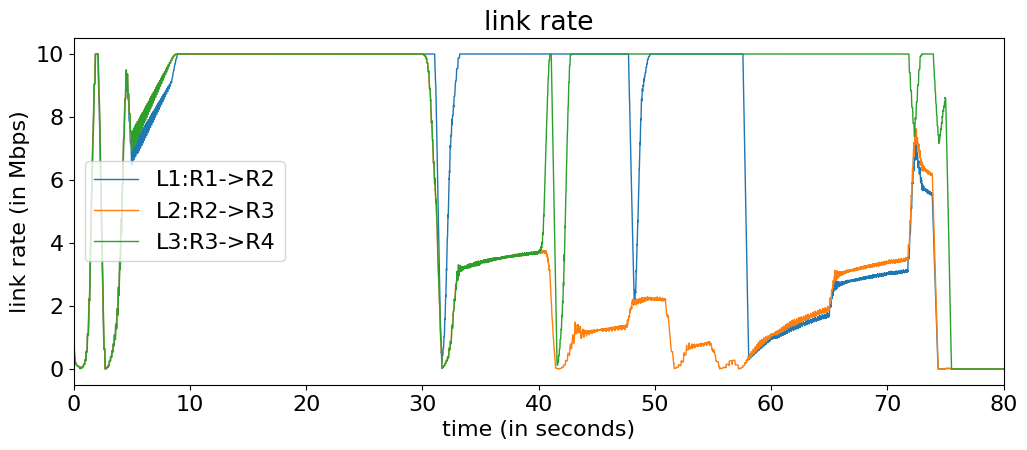 link rate
link rate (in Mbps)
10
8
6
4
2
0
L1:R1->R2
L2:R2->R3
L3:R3->R4
0 10 20 30 40 50 60 70 80
time (in seconds)